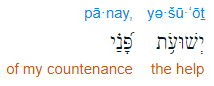 pā·nay, yə·šū·‘ōṯ
יְשׁוּעֹ֣ת פָּ֝נַ֗י
of my countenance the help